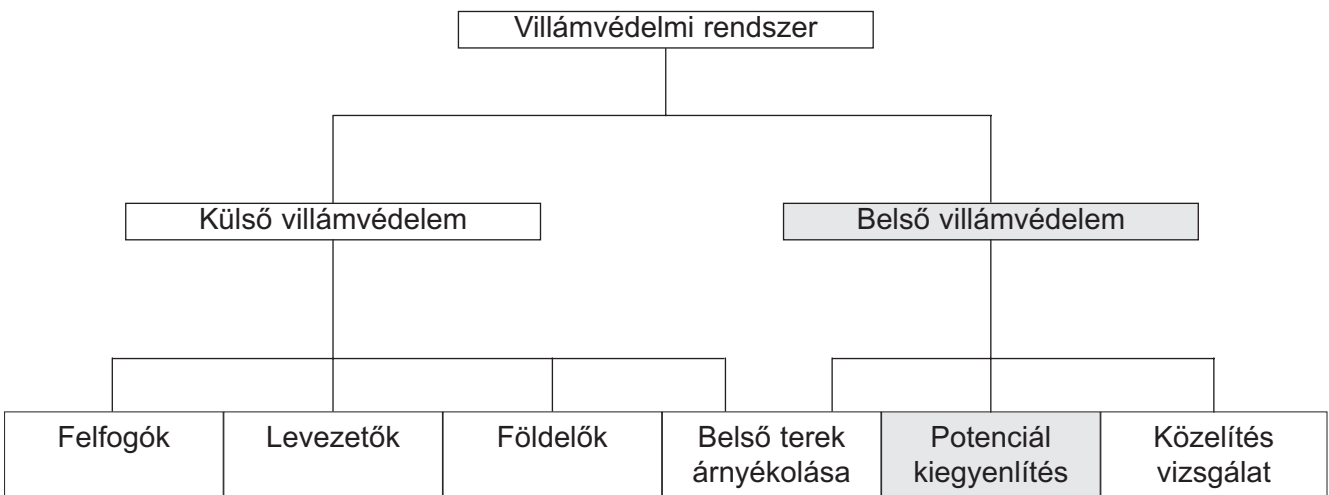 Villámvédelmi rendszer
Külső villámvédelem
Belső villámvédelem
Felfogók
Levezetők
Földelők
Belső terek
árnyékolása
Potenciál
kiegyenlítés
Közelítés
vizsgálat